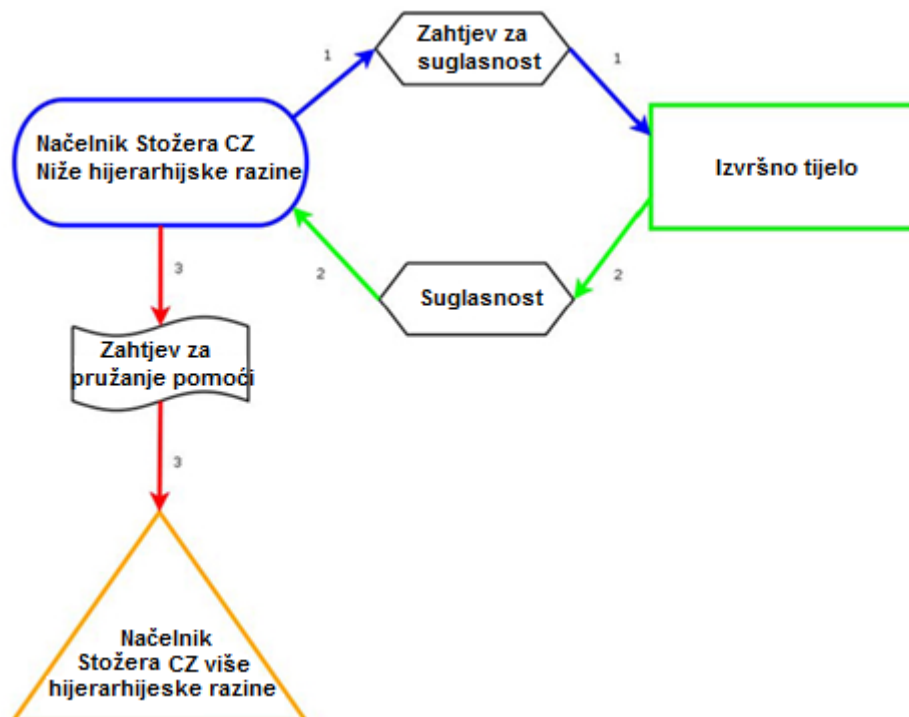 Zahtjev za
suglasnost
1
1
Načelnik Stožera CZ
Niže hijerarhijske razine
Izvršno tijelo
2
Suglasnost
2
3
Zahtjev za
pružanje pomoći
3
Načelnik
Stožera CZ više
hijerarhijeske razine